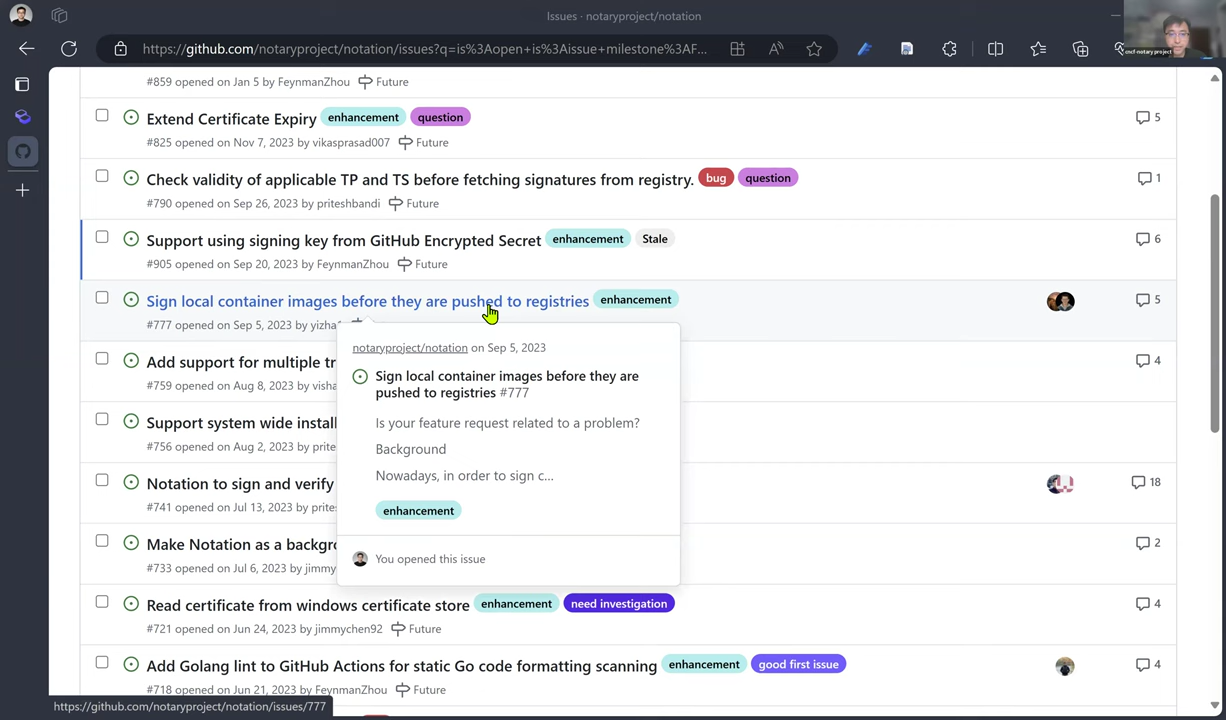 Issues · notaryproject/notation
https://github.com/notaryproject/notation/issues?q=is%3Aopen+is%3Aissue+milestone%3AF...
cncf-notary project
#859 opened on Jan 5 by FeynmanZhou Future
Extend Certificate Expiry enhancement question 5
#825 opened on Nov 7, 2023 by vikasprasad007 Future
Check validity of applicable TP and TS before fetching signatures from registry. bug question 1
#790 opened on Sep 26, 2023 by priteshbandi Future
Support using signing key from GitHub Encrypted Secret enhancement Stale 6
#905 opened on Sep 20, 2023 by FeynmanZhou Future
Sign local container images before they are pushed to registries enhancement 5
#777 opened on Sep 5, 2023 by yizha
notaryproject/notation on Sep 5, 2023
Sign local container images before they are
pushed to registries #777
Is your feature request related to a problem?
Background
Nowadays, in order to sign c...
enhancement
You opened this issue
Add support for multiple tr 4
#759 opened on Aug 8, 2023 by visha
Support system wide instal
#756 opened on Aug 2, 2023 by prite
Notation to sign and verify 18
#741 opened on Jul 13, 2023 by prites
Make Notation as a backgro 2
#733 opened on Jul 6, 2023 by jimmy
Read certificate from windows certificate store enhancement need investigation 4
#721 opened on Jun 24, 2023 by jimmychen92 Future
Add Golang lint to GitHub Actions for static Go code formatting scanning enhancement good first issue 4
#718 opened on Jun 21, 2023 by FeynmanZhou Future
https://github.com/notaryproject/notation/issues/777